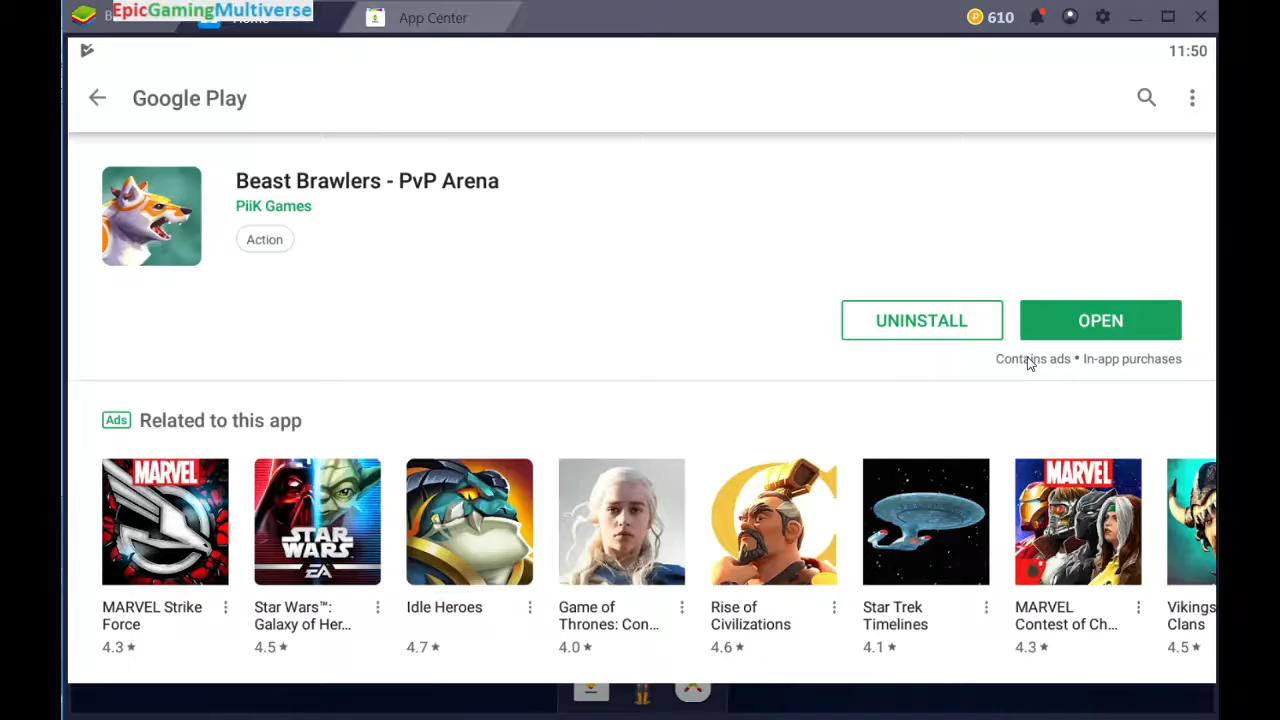 EpicGamingMultiverse
App Center
610
11:50
Google Play
Beast Brawlers - PvP Arena
PiiK Games
Action
UNINSTALL
OPEN
Contains ads • In-app purchases
Ads Related to this app
MARVEL
STAR WARS
EA
MARVEL
MARVEL Strike Force
4.3★
Star Wars™: Galaxy of Her...
4.5★
Idle Heroes
4.7★
Game of Thrones: Con...
4.0★
Rise of Civilizations
4.6★
Star Trek Timelines
4.1★
MARVEL Contest of Ch...
4.3★
Vikings Clans
4.5★